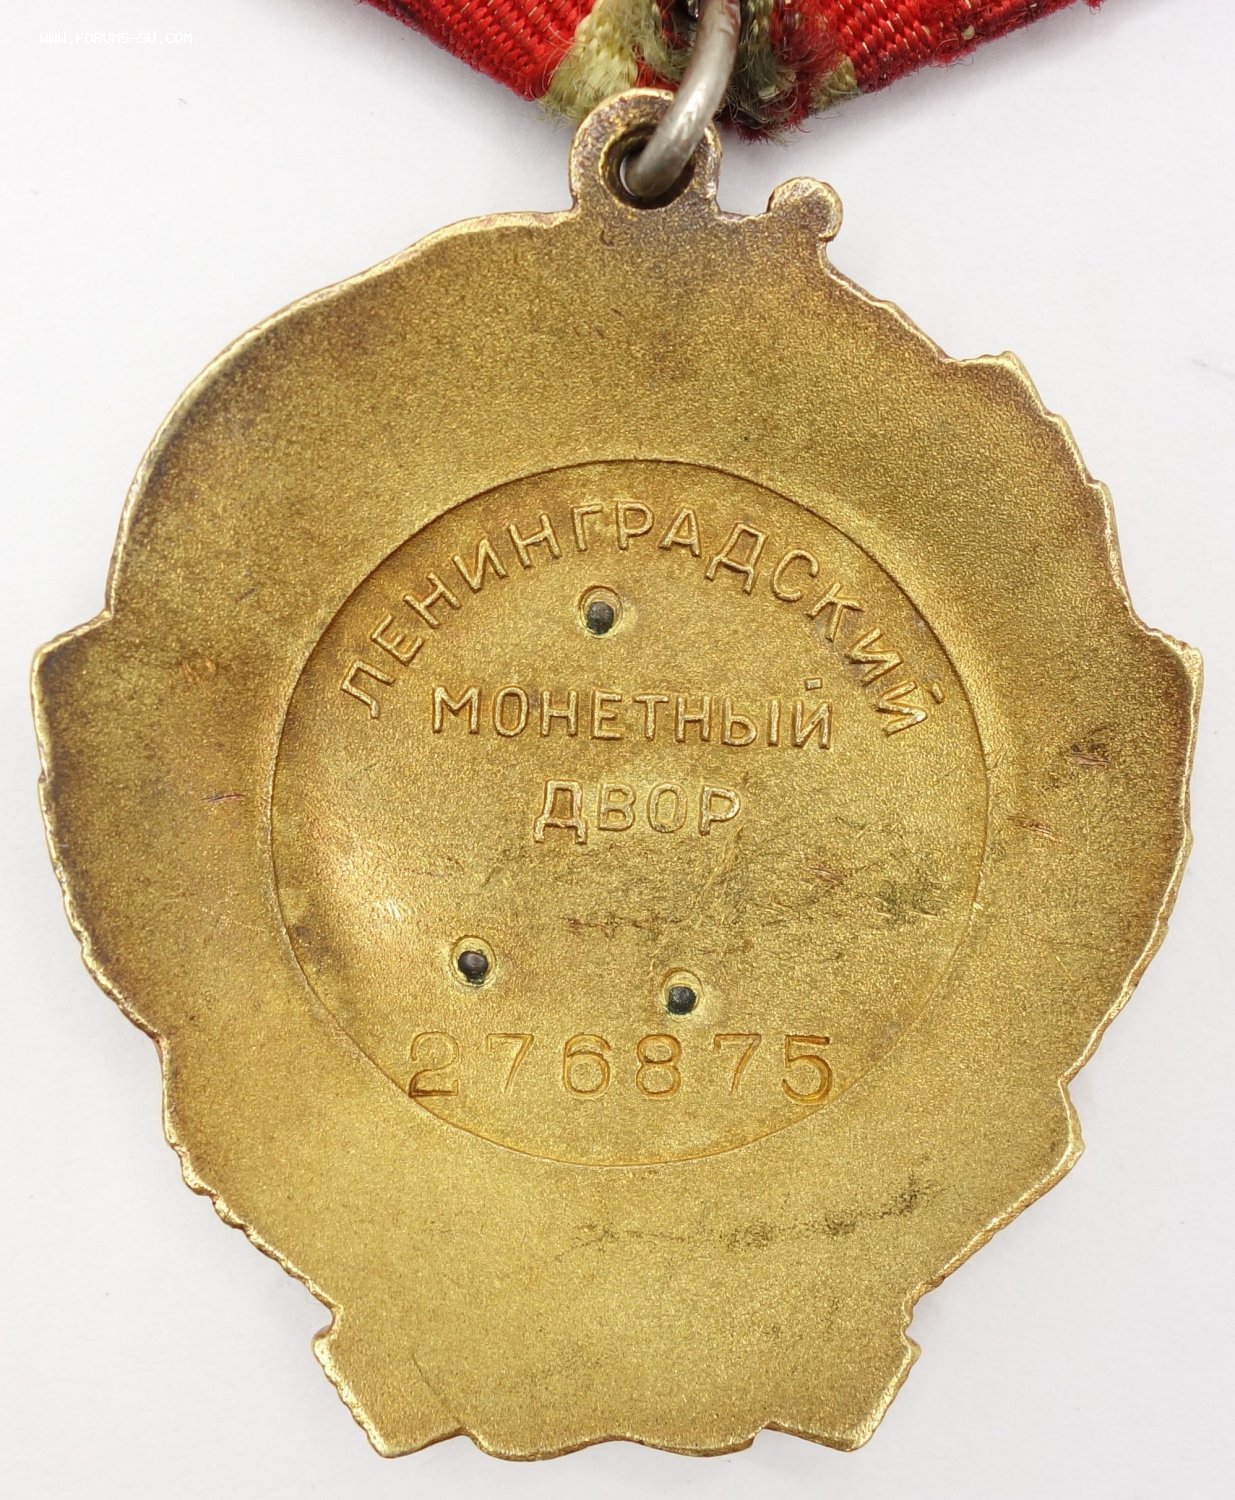 WWW.FORUMS-SU.COM
ЛЕНИНГРАДСКИЙ
МОНЕТНЫЙ
ДВОР
276875